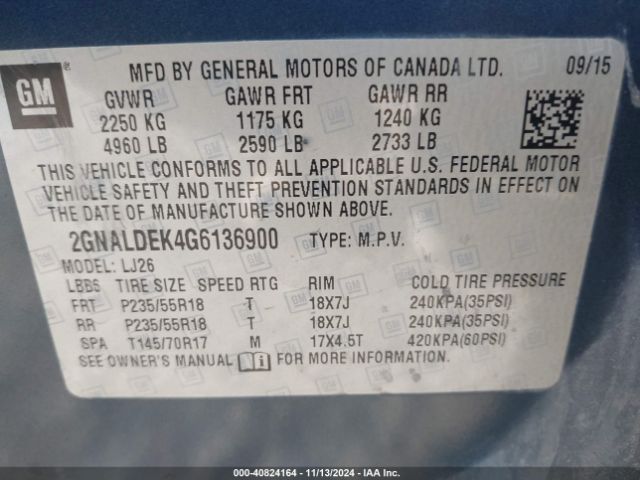 GM
MFD BY GENERAL MOTORS OF CANADA LTD. 09/15
GVWR GAWR FRT GAWR RR
2250 KG 1175 KG 1240 KG
4960 LB 2590 LB 2733 LB
THIS VEHICLE CONFORMS TO ALL APPLICABLE U.S. FEDERAL MOTOR
VEHICLE SAFETY AND THEFT PREVENTION STANDARDS IN EFFECT ON
THE DATE OF MANUFACTURE SHOWN ABOVE.
2GNALDEK4G6136900 TYPE: M.P.V.
MODEL: LJ26
LBB6 TIRE SIZE SPEED RTG RIM COLD TIRE PRESSURE
FRT P235/55R18 T 18X7J 240KPA(35PSI)
RR P235/55R18 T 18X7J 240KPA(35PSI)
SPA T145/70R17 M 17X4.5T 420KPA(60PSI)
SEE OWNER'S MANUAL FOR MORE INFORMATION.
000-40824164 - 11/13/2024 - IAA Inc.